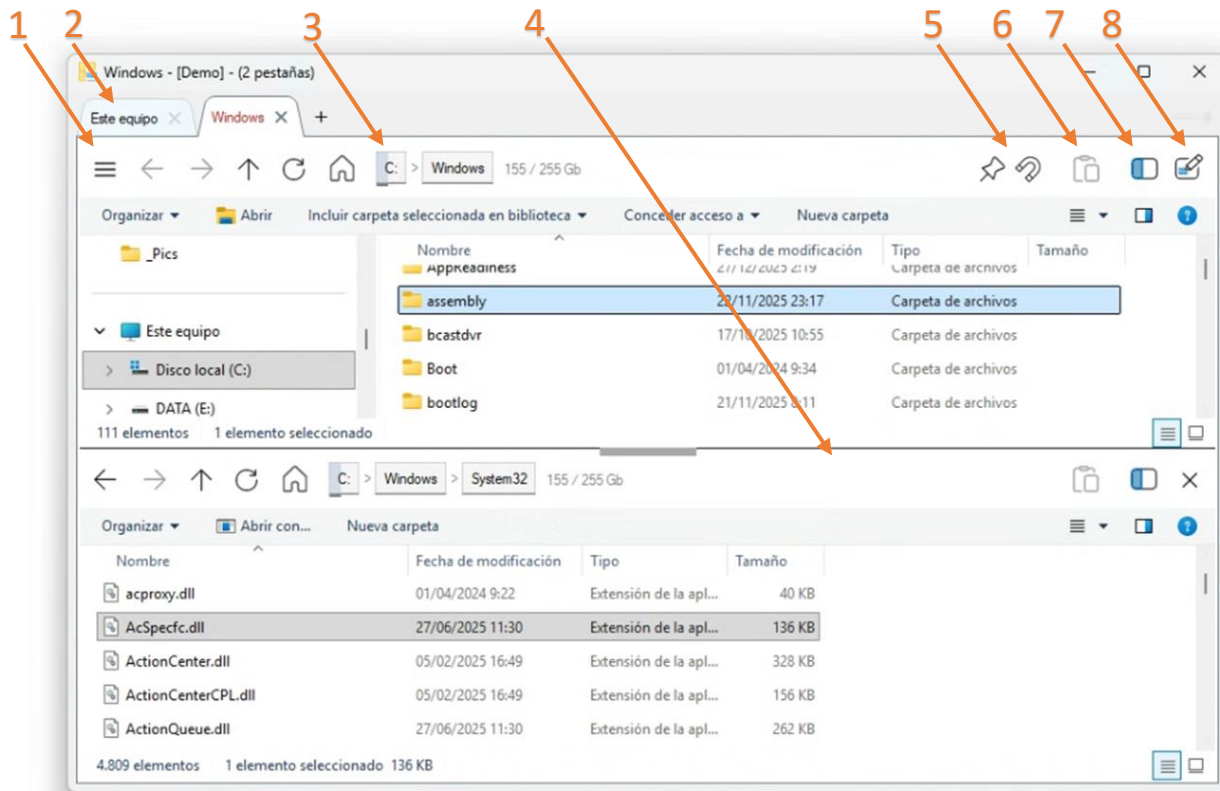 1 2 3 4 5 6 7 8
Windows - [Demo] - (2 pestañas)
Este equipo Windows
C: > Windows 155 / 255 Gb
Organizar Abrir Incluir carpeta seleccionada en biblioteca Conceder acceso a Nueva carpeta
_Pics
Nombre Fecha de modificación Tipo Tamaño
AppReadiness 27/12/2025 2:19 Carpeta de archivos
assembly 22/11/2025 23:17 Carpeta de archivos
Este equipo
bcastdvr 17/10/2025 10:55 Carpeta de archivos
Disco local (C:)
Boot 01/04/2024 9:34 Carpeta de archivos
DATA (E:)
bootlog 21/11/2025 8:11 Carpeta de archivos
111 elementos 1 elemento seleccionado
C: > Windows > System32 155 / 255 Gb
Organizar Abrir con... Nueva carpeta
Nombre Fecha de modificación Tipo Tamaño
acproxy.dll 01/04/2024 9:22 Extensión de la apl... 40 KB
AcSpecfc.dll 27/06/2025 11:30 Extensión de la apl... 136 KB
ActionCenter.dll 05/02/2025 16:49 Extensión de la apl... 328 KB
ActionCenterCPL.dll 05/02/2025 16:49 Extensión de la apl... 156 KB
ActionQueue.dll 27/06/2025 11:30 Extensión de la apl... 262 KB
4.809 elementos 1 elemento seleccionado 136 KB